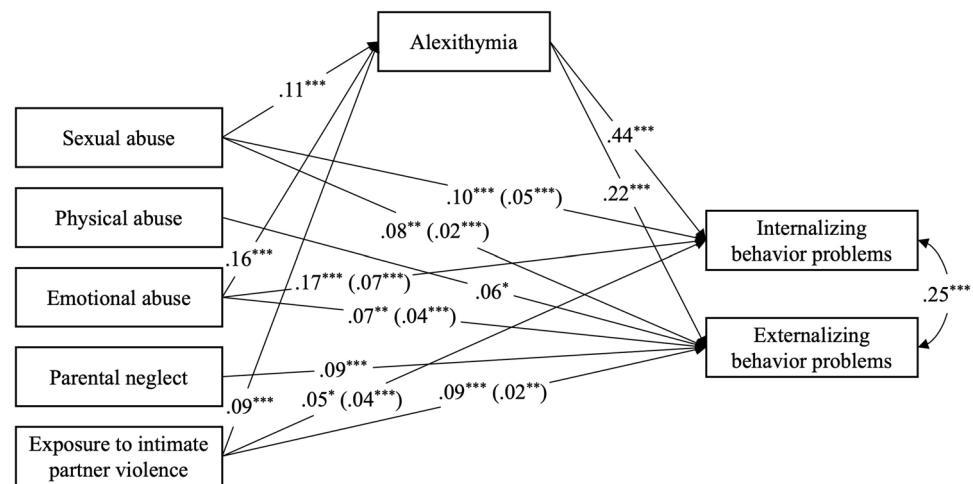 Alexithymia
.11***
Sexual abuse
.44***
.10*** (.05***)
.22***
Physical abuse
.08** (.02***)
Internalizing
behavior problems
.16***
.17*** (.07***)
.06*
Emotional abuse
.25***
.07** (.04***)
Externalizing
behavior problems
Parental neglect
.09***
.09***
.05* (.04***)
.09*** (.02**)
Exposure to intimate
partner violence